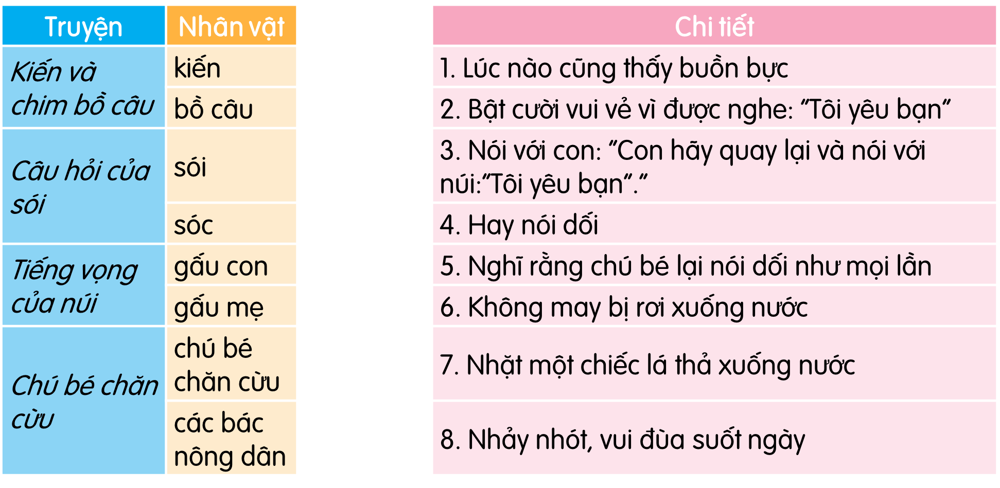 Truyện
Nhân vật
Chi tiết
Kiến và
chim bồ câu
kiến
1. Lúc nào cũng thấy buồn bực
bồ câu
2. Bật cười vui vẻ vì được nghe: "Tôi yêu bạn"
Câu hỏi của
sói
sói
3. Nói với con: "Con hãy quay lại và nói với
núi:"Tôi yêu bạn"."
sóc
4. Hay nói dối
Tiếng vọng
của núi
gấu con
5. Nghĩ rằng chú bé lại nói dối như mọi lần
gấu mẹ
6. Không may bị rơi xuống nước
Chú bé chăn
cừu
chú bé
chăn cừu
7. Nhặt một chiếc lá thả xuống nước
các bác
nông dân
8. Nhảy nhót, vui đùa suốt ngày